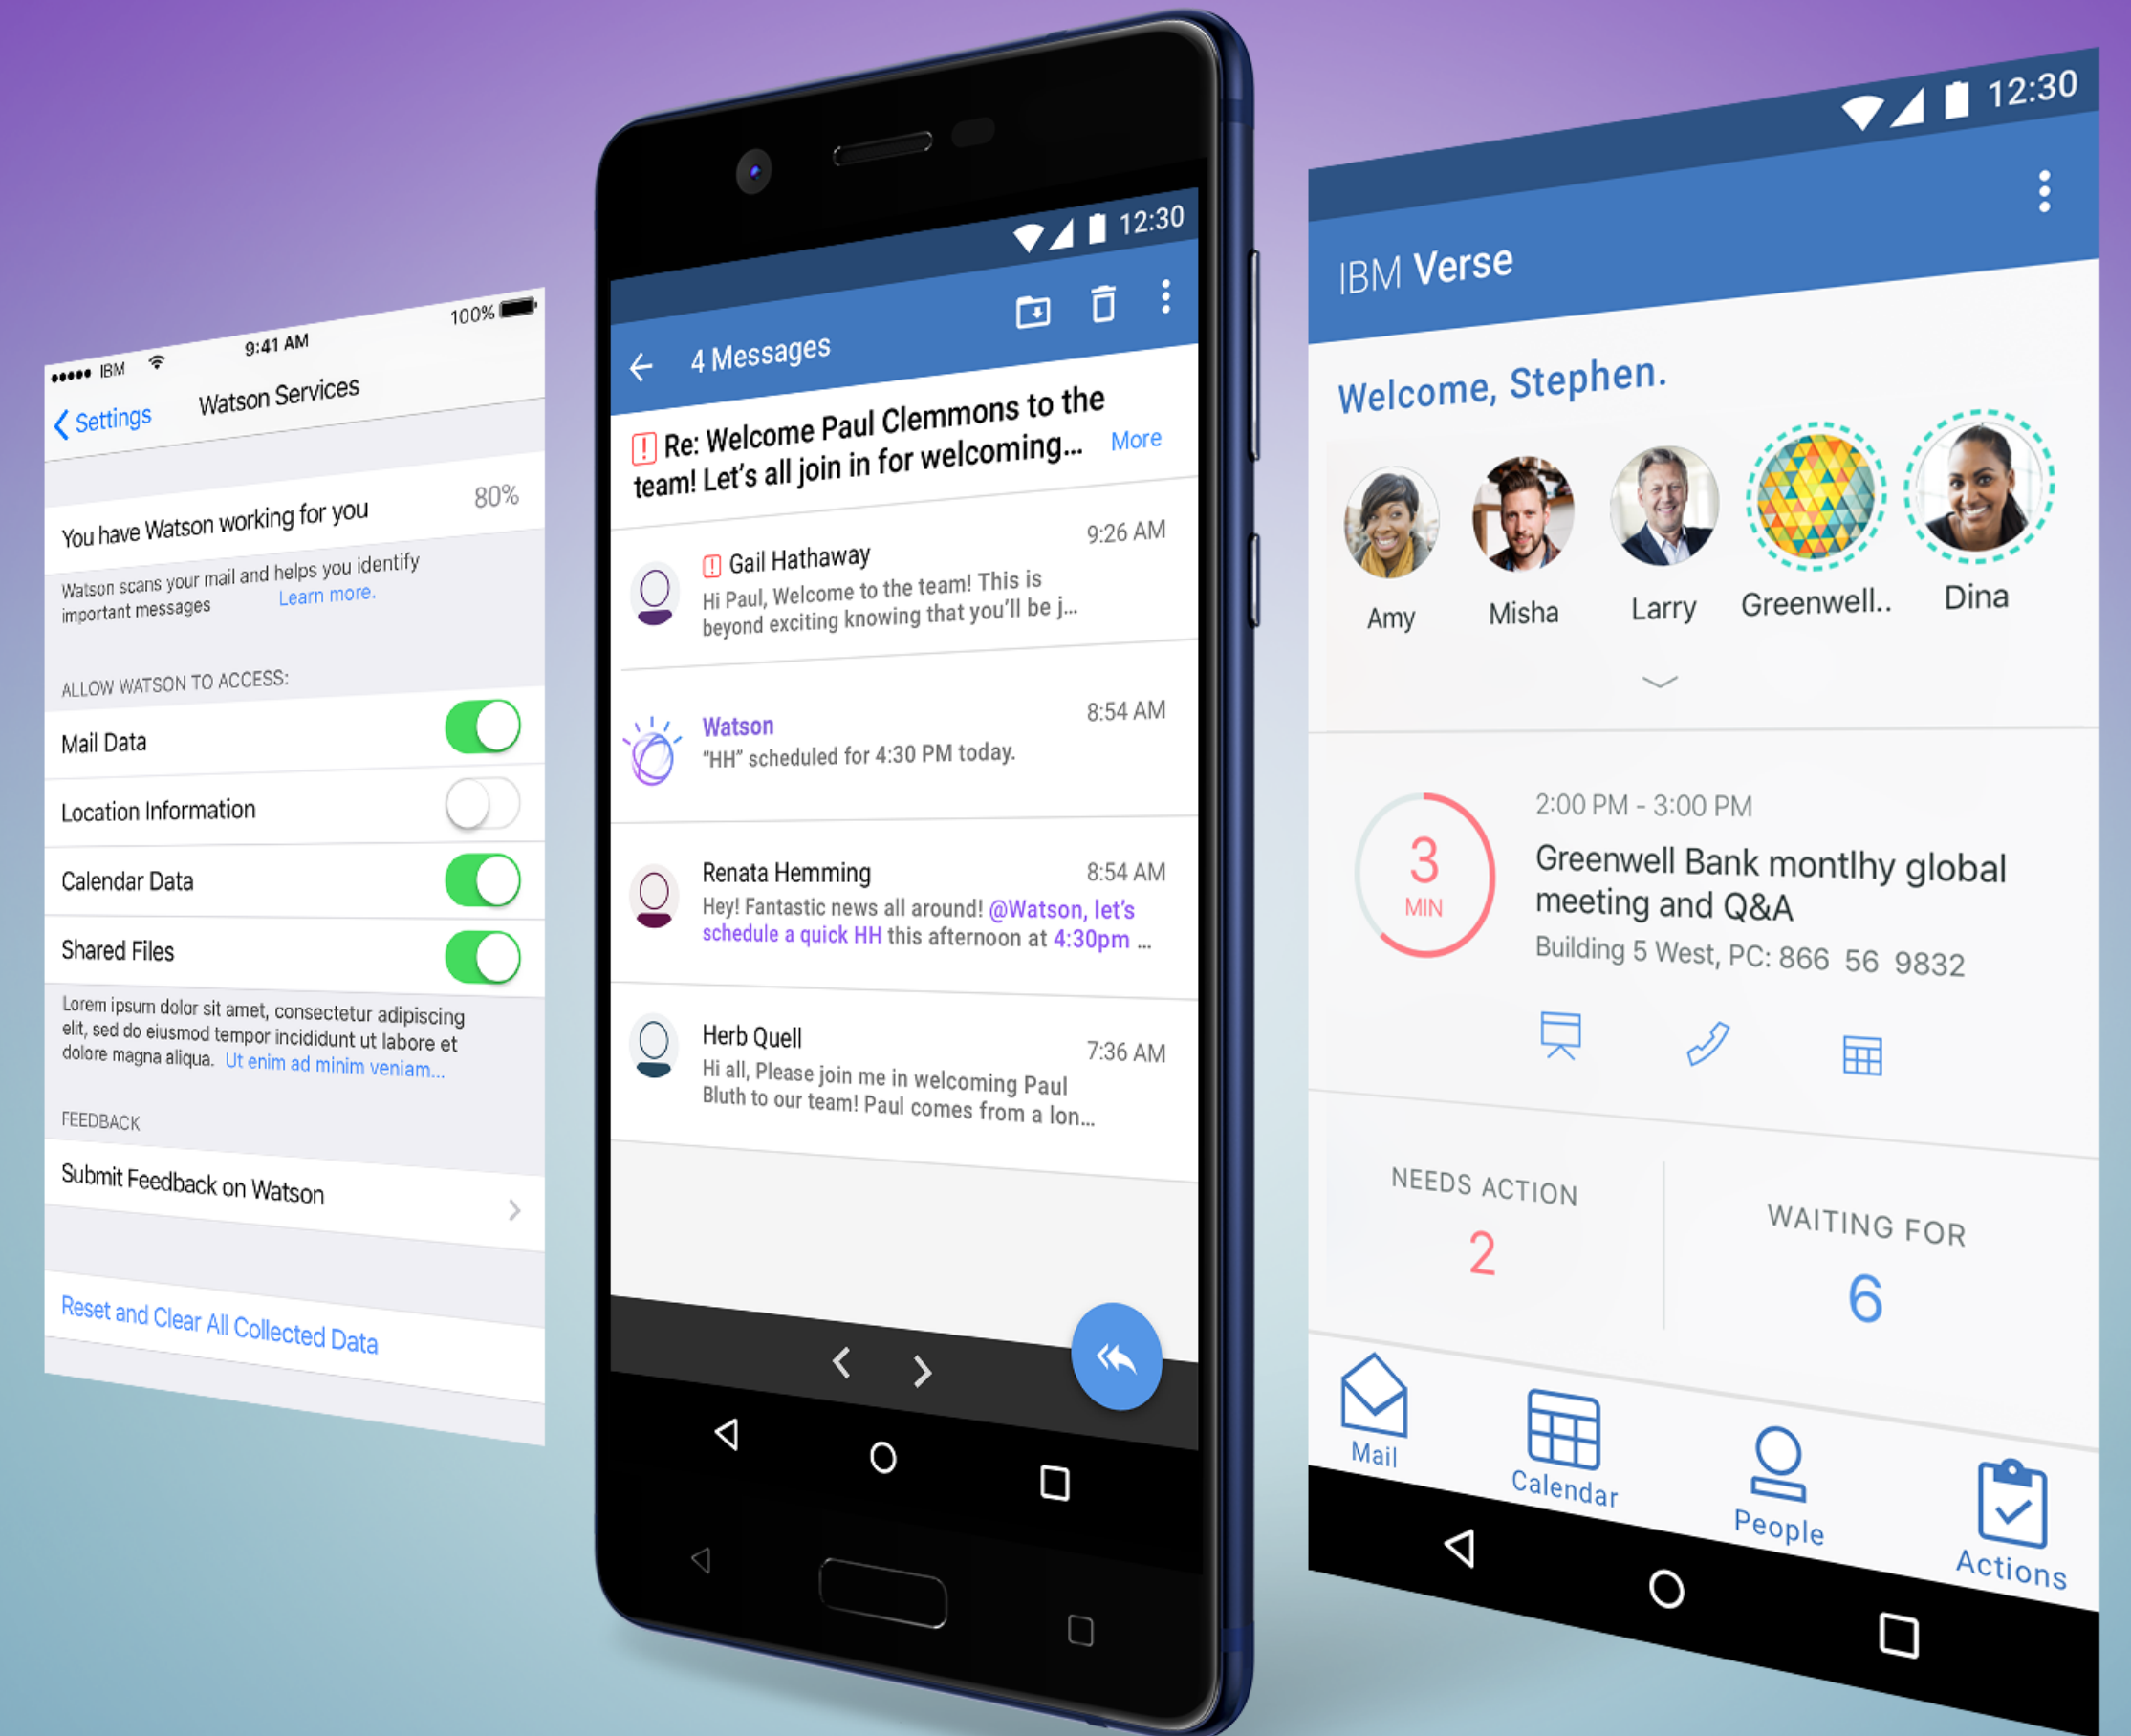 IBM
9:41 AM
100%
Settings
Watson Services
You have Watson working for you
80%
Watson scans your mail and helps you identify
important messages
Learn more.
ALLOW WATSON TO ACCESS:
Mail Data
Location Information
Calendar Data
Shared Files
Lorem ipsum dolor sit amet, consectetur adipiscing
elit, sed do eiusmod tempor incididunt ut labore et
dolore magna aliqua. Ut enim ad minim veniam...
FEEDBACK
Submit Feedback on Watson
Reset and Clear All Collected Data
12:30
4 Messages
Re: Welcome Paul Clemmons to the
team! Let's all join in for welcoming...
More
Gail Hathaway
9:26 AM
Hi Paul, Welcome to the team! This is
beyond exciting knowing that you'll be j...
Watson
8:54 AM
"HH" scheduled for 4:30 PM today.
Renata Hemming
8:54 AM
Hey! Fantastic news all around! @Watson, let's
schedule a quick HH this afternoon at 4:30pm ...
Herb Quell
7:36 AM
Hi all, Please join me in welcoming Paul
Bluth to our team! Paul comes from a lon...
12:30
IBM Verse
Welcome, Stephen.
Amy
Misha
Larry
Greenwell..
Dina
3
MIN
2:00 PM - 3:00 PM
Greenwell Bank montlhy global
meeting and Q&A
Building 5 West, PC: 866 56 9832
NEEDS ACTION
2
WAITING FOR
6
Mail
Calendar
People
Actions